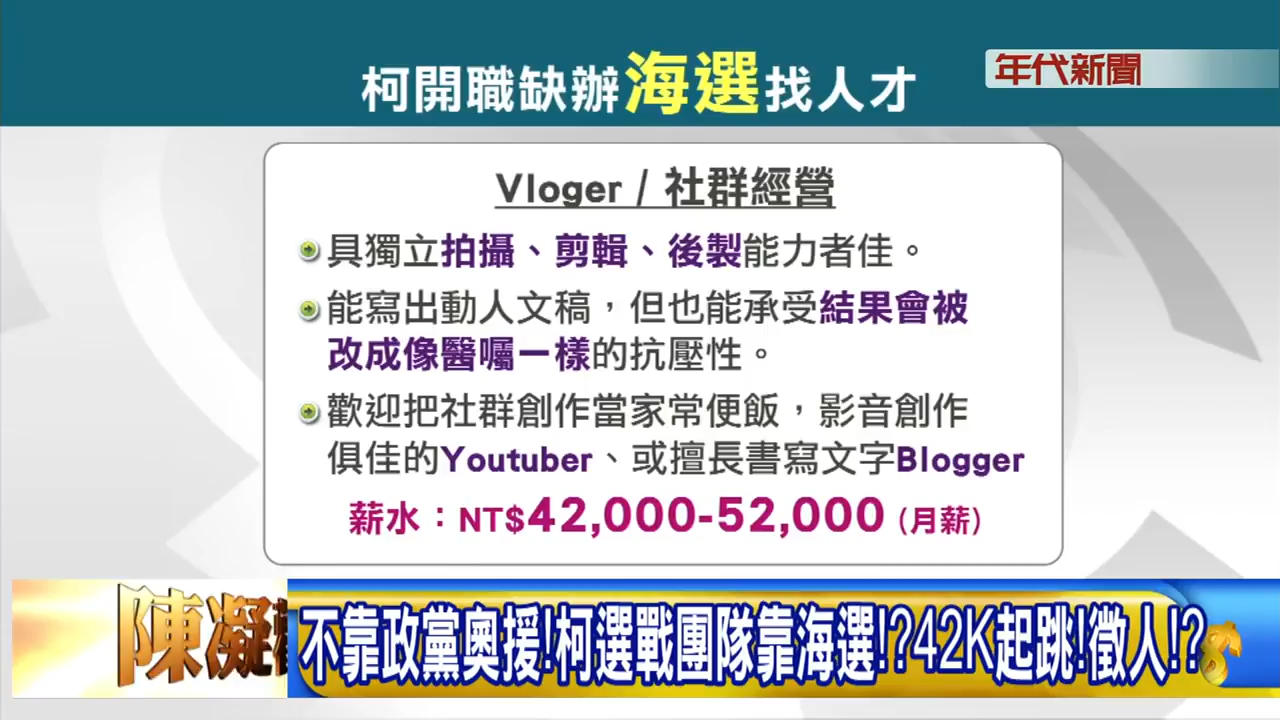 柯開職缺辦海選找人才
年代新聞
Vloger / 社群經營
具獨立拍攝、剪輯、後製能力者佳。
能寫出動人文稿，但也能承受結果會被
改成像醫囑一樣的抗壓性。
歡迎把社群創作當家常便飯，影音創作
俱佳的Youtuber、或擅長書寫文字Blogger
薪水：NT$42,000-52,000 (月薪)
陳凝
不靠政黨奧援!柯選戰團隊靠海選!?42K起跳!徵人!?